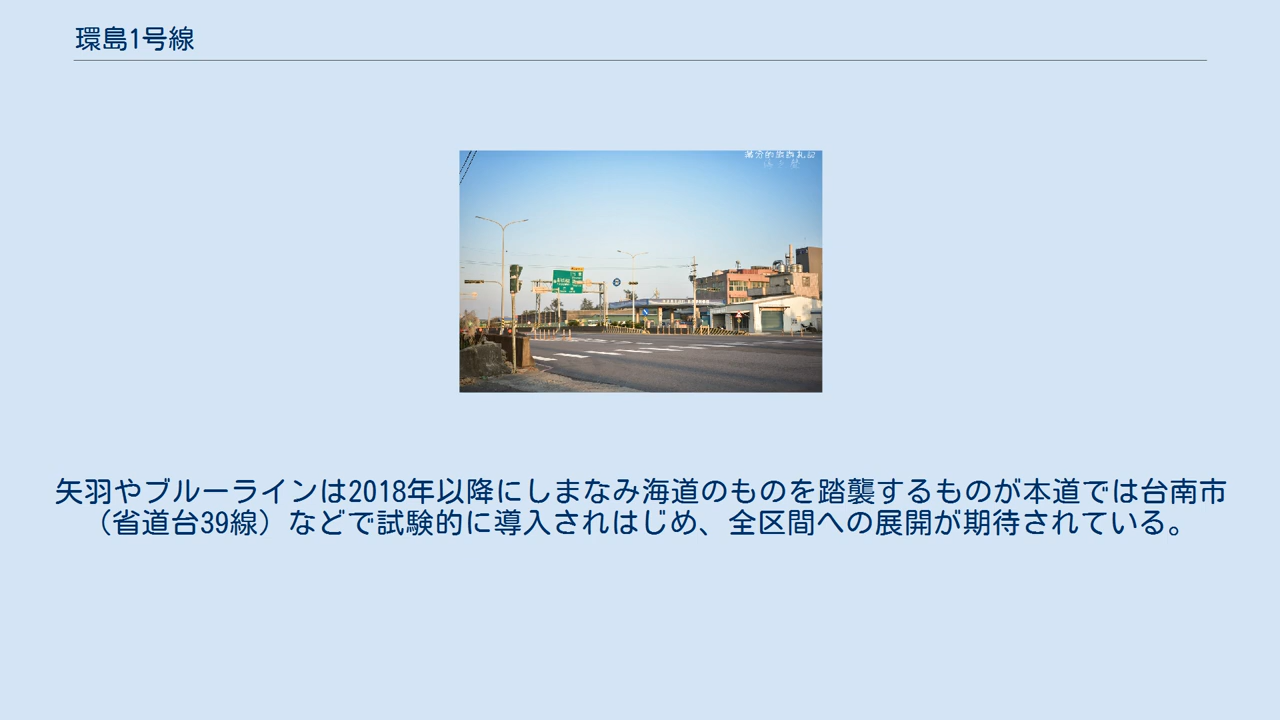 環島1号線
矢羽やブルーラインは2018年以降にしまなみ海道のものを踏襲するものが本道では台南市
（省道台39線）などで試験的に導入されはじめ、全区間への展開が期待されている。